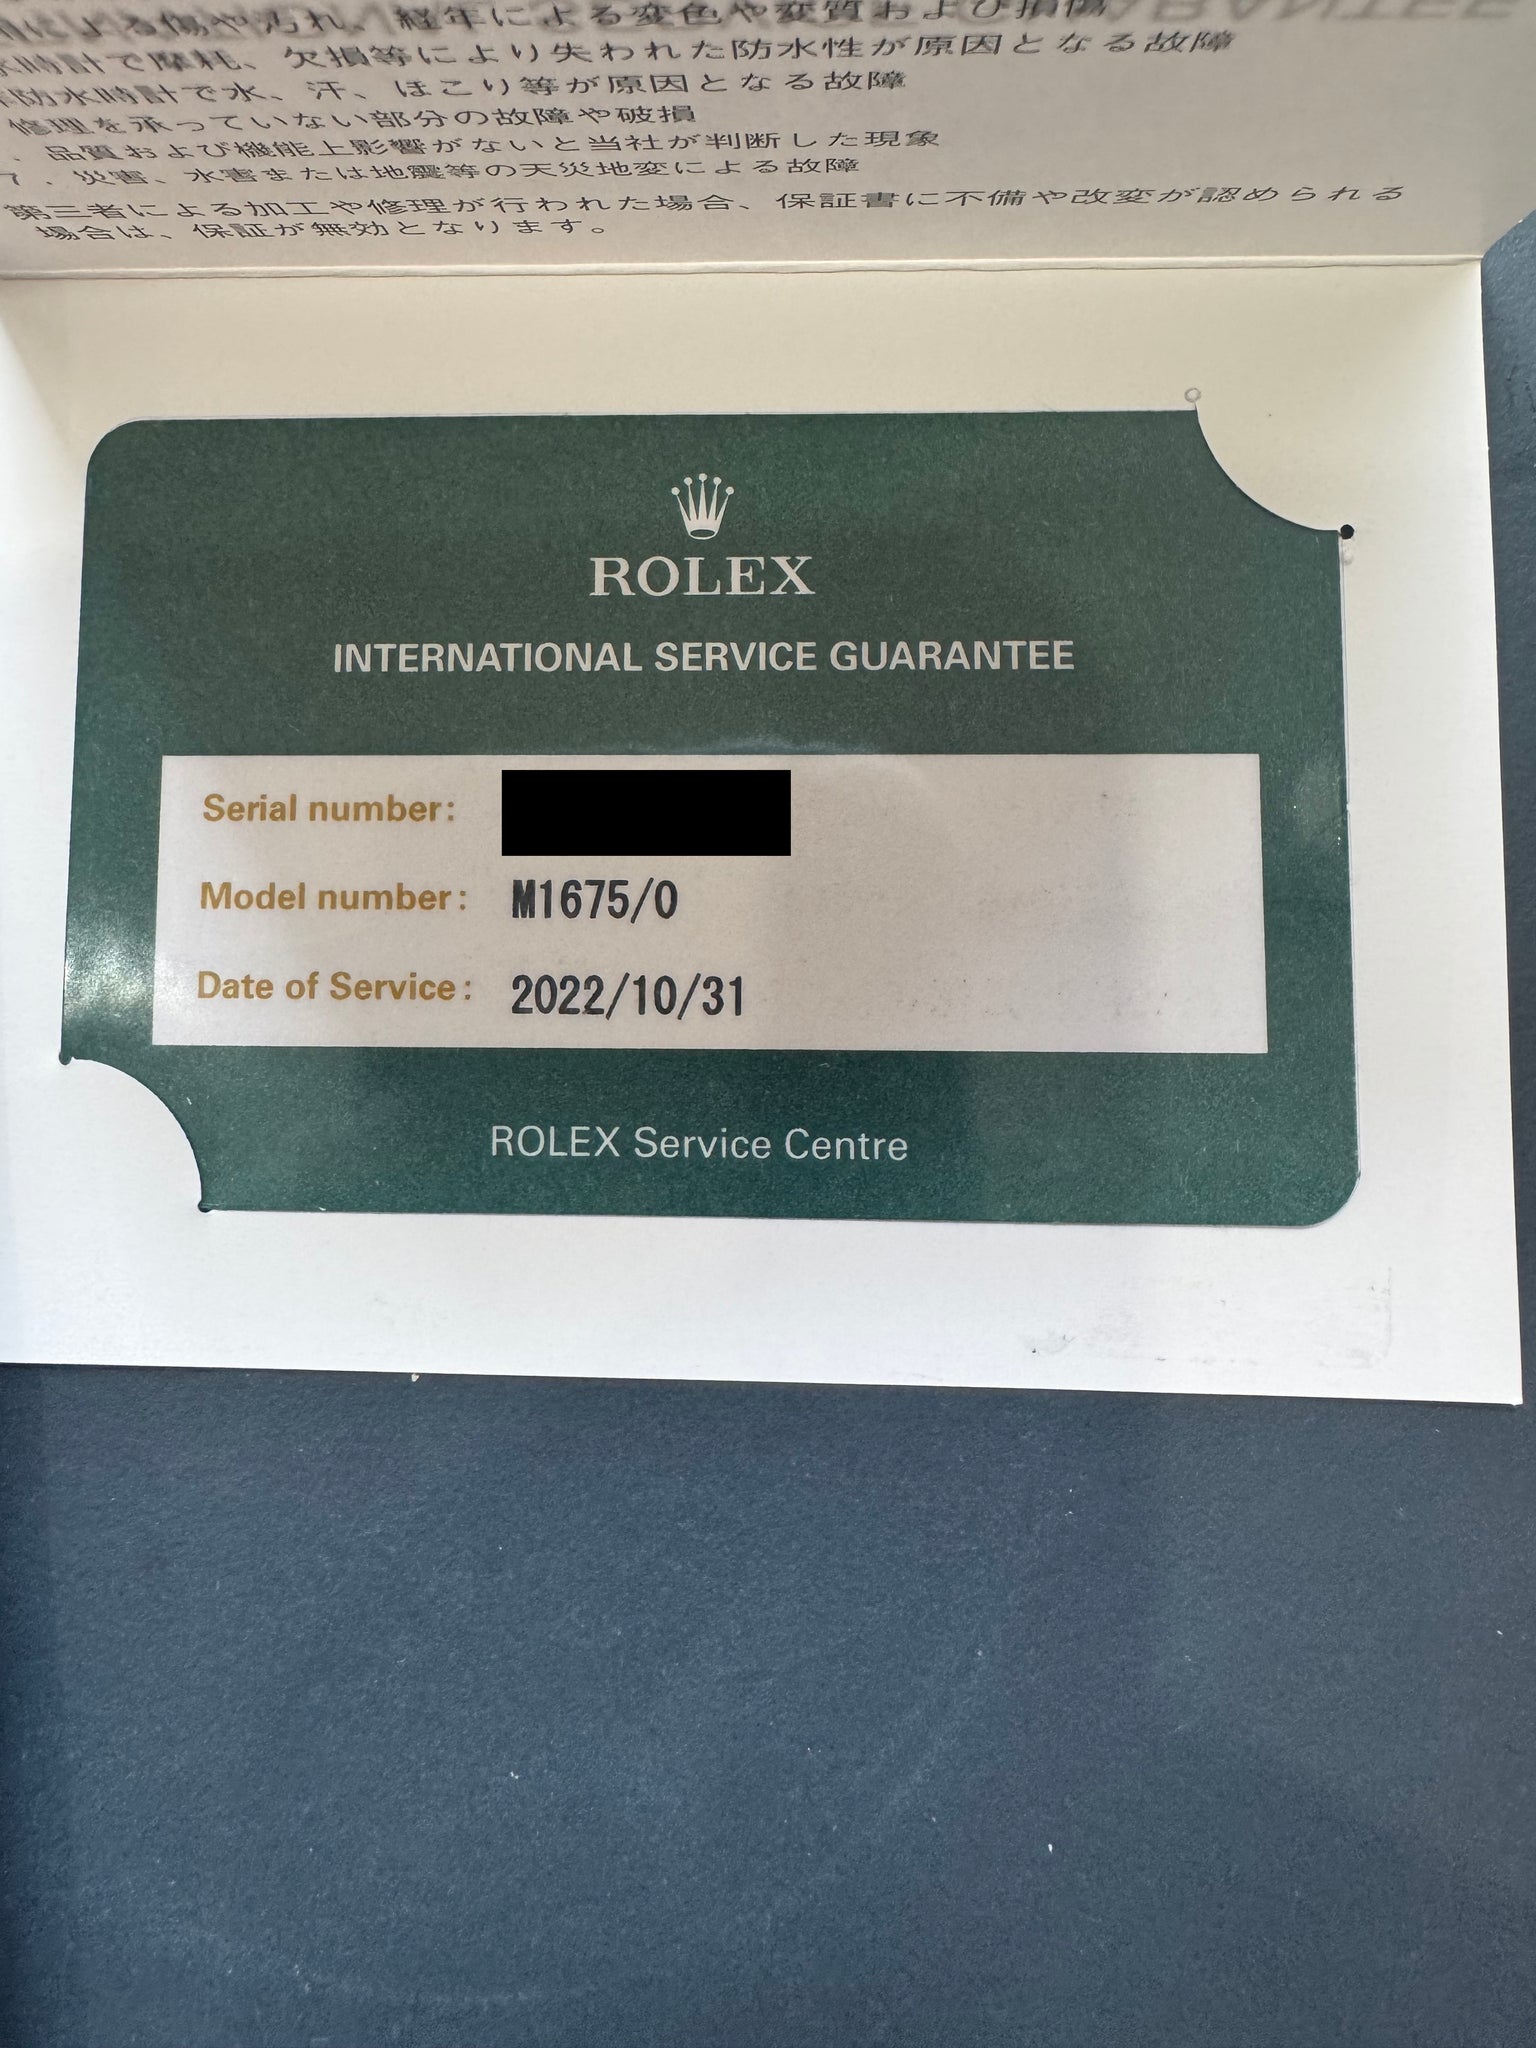 による傷や汚れ、経年による変色や変質および損傷
水時計で摩耗、欠損等により失われた防水性が原因となる故障
防水時計で水、汗、ほこり等が原因となる故障
修理を承っていない部分の故障や破損
、品質および機能上影響がないと当社が判断した現象
7、災害、水害または地震等の天災地変による故障
第三者による加工や修理が行われた場合、保証書に不備や改変が認められる
場合は、保証が無効となります。
ROLEX
INTERNATIONAL SERVICE GUARANTEE
Serial number:
Model number: M1675/0
Date of Service: 2022/10/31
ROLEX Service Centre